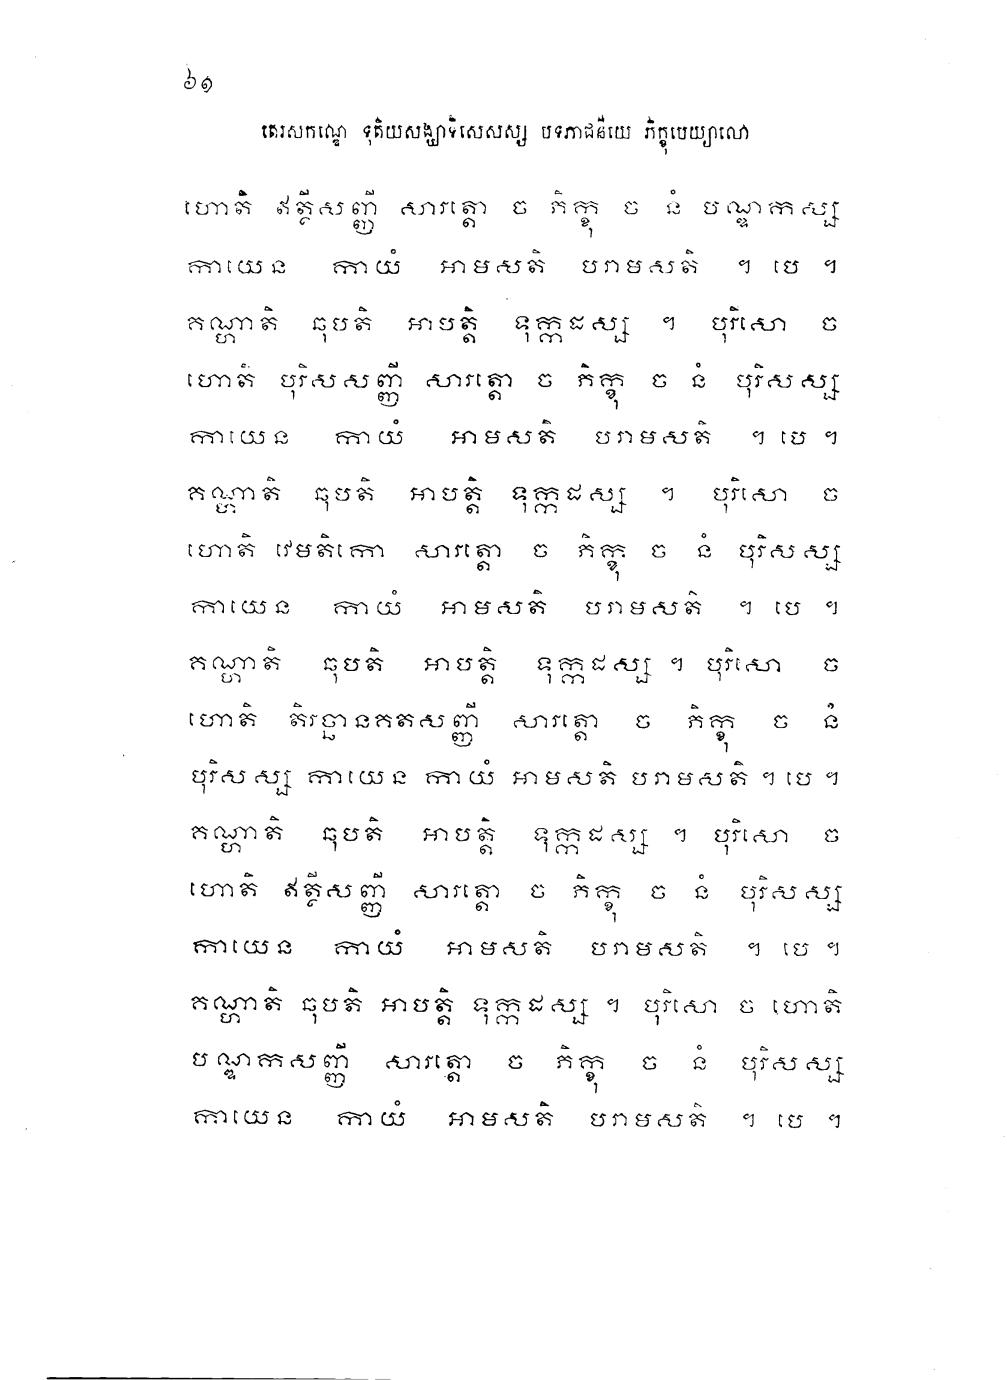 ៦១
តេរសកណ្ឌេ ទុតិយសង្ឃាទិសេសស្ស បទភាជនីយេ ភិក្ខុបេយ្យាលោ
ហោតិ ឥត្ថីសញ្ញី សារត្តោ ច ភិក្ខុ ច នំ បណ្ឌកស្ស
កាយេន កាយំ អាមសតិ បរាមសតិ ។ បេ ។
គណ្ហាតិ ឆុបតិ អាបត្តិ ទុក្កដស្ស ។ បុរិសោ ច
ហោតិ បុរិសសញ្ញី សារត្តោ ច ភិក្ខុ ច នំ បុរិសស្ស
កាយេន កាយំ អាមសតិ បរាមសតិ ។ បេ ។
គណ្ហាតិ ឆុបតិ អាបត្តិ ទុក្កដស្ស ។ បុរិសោ ច
ហោតិ វេមតិកោ សារត្តោ ច ភិក្ខុ ច នំ បុរិសស្ស
កាយេន កាយំ អាមសតិ បរាមសតិ ។ បេ ។
គណ្ហាតិ ឆុបតិ អាបត្តិ ទុក្កដស្ស ។ បុរិសោ ច
ហោតិ តិរច្ឆានគតសញ្ញី សារត្តោ ច ភិក្ខុ ច នំ
បុរិសស្ស កាយេន កាយំ អាមសតិ បរាមសតិ ។ បេ ។
គណ្ហាតិ ឆុបតិ អាបត្តិ ទុក្កដស្ស ។ បុរិសោ ច
ហោតិ ឥត្ថីសញ្ញី សារត្តោ ច ភិក្ខុ ច នំ បុរិសស្ស
កាយេន កាយំ អាមសតិ បរាមសតិ ។ បេ ។
គណ្ហាតិ ឆុបតិ អាបត្តិ ទុក្កដស្ស ។ បុរិសោ ច ហោតិ
បណ្ឌកសញ្ញី សារត្តោ ច ភិក្ខុ ច នំ បុរិសស្ស
កាយេន កាយំ អាមសតិ បរាមសតិ ។ បេ ។